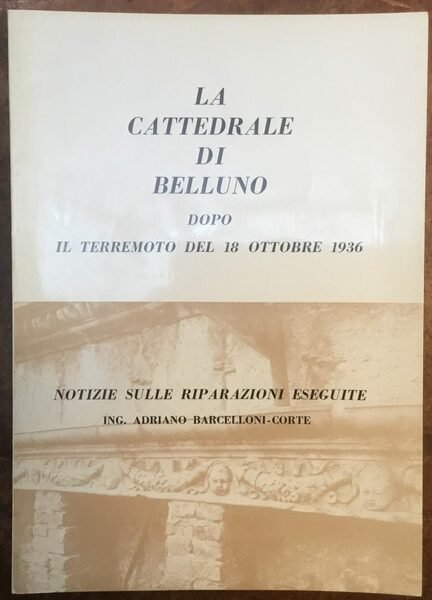 LA
CATTEDRALE
DI
BELLUNO
DOPO
IL TERREMOTO DEL 18 OTTOBRE 1936
NOTIZIE SULLE RIPARAZIONI ESEGUITE
ING. ADRIANO BARCELLONI-CORTE